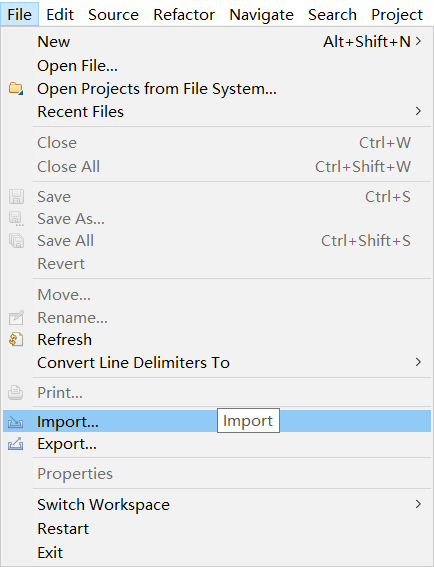 File Edit Source Refactor Navigate Search Project
New Alt+Shift+N >
Open File...
Open Projects from File System...
Recent Files >
Close Ctrl+W
Close All Ctrl+Shift+W
Save Ctrl+S
Save As...
Save All Ctrl+Shift+S
Revert
Move...
Rename...
Refresh
Convert Line Delimiters To >
Print...
Import... Import
Export...
Properties
Switch Workspace >
Restart
Exit